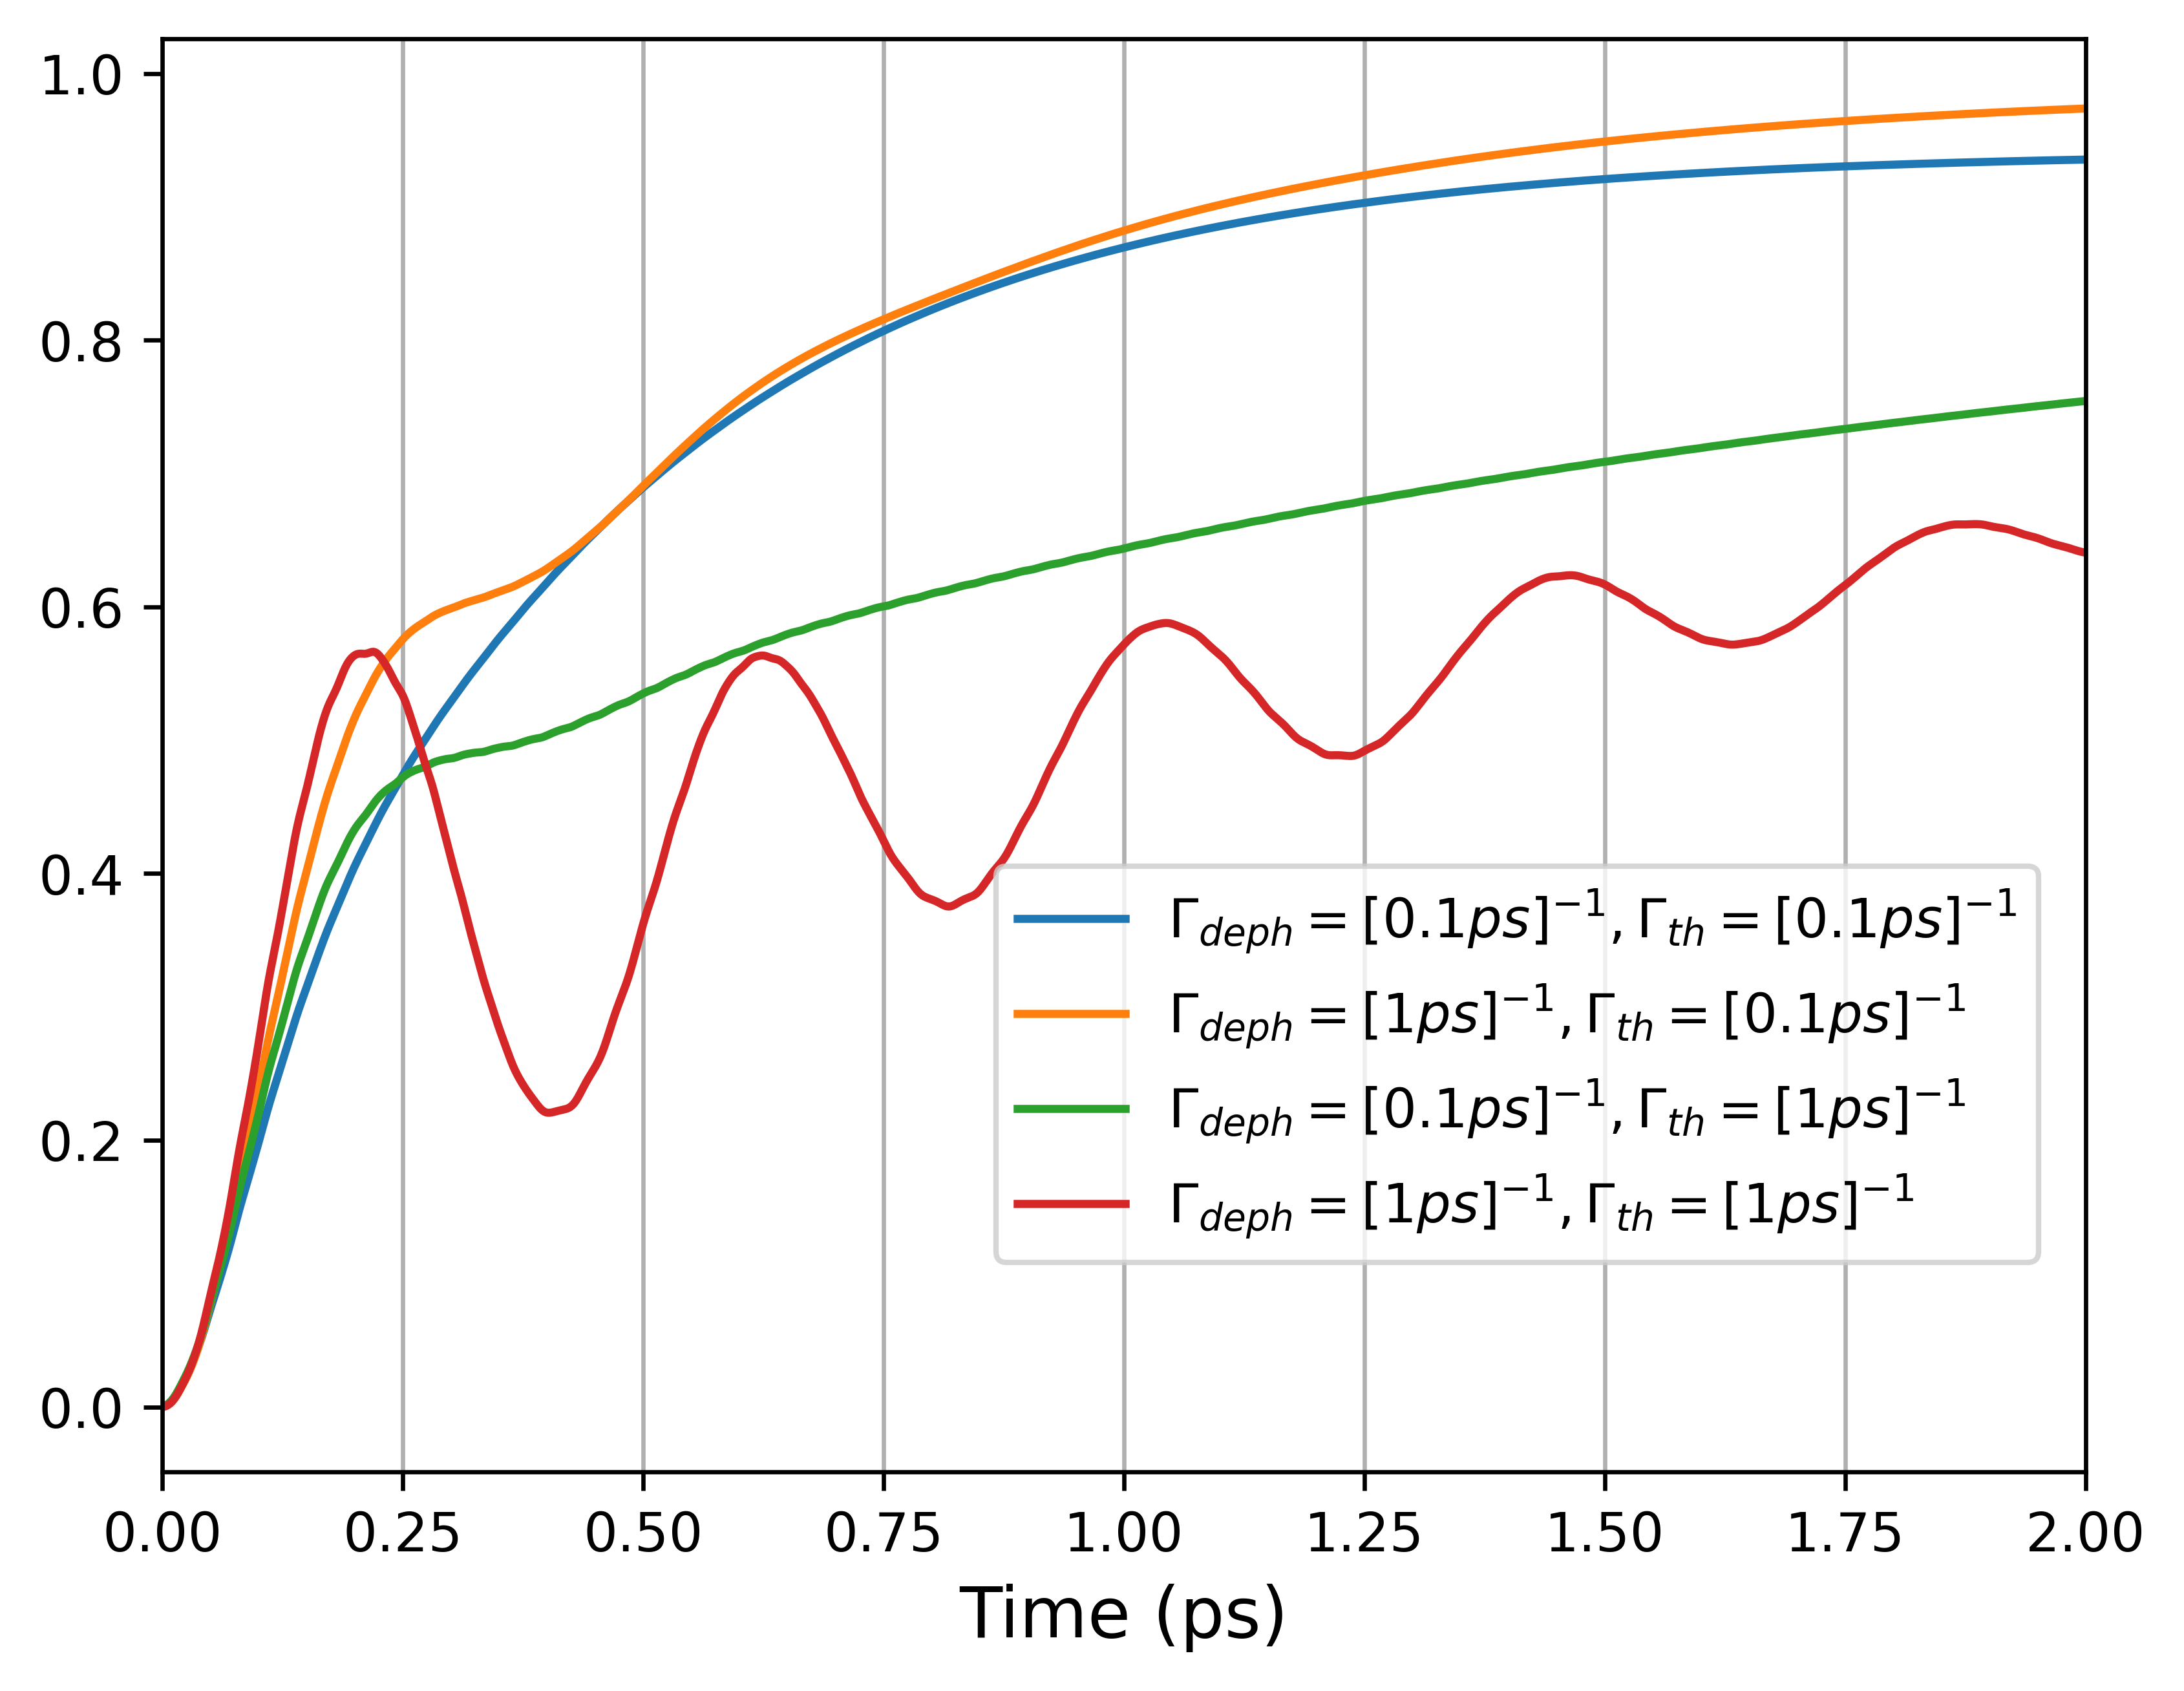 1.0
0.8
0.6
0.4
0.2
0.0
Γ_deph = [0.1ps]⁻¹, Γ_th = [0.1ps]⁻¹
Γ_deph = [1ps]⁻¹, Γ_th = [0.1ps]⁻¹
Γ_deph = [0.1ps]⁻¹, Γ_th = [1ps]⁻¹
Γ_deph = [1ps]⁻¹, Γ_th = [1ps]⁻¹
0.00 0.25 0.50 0.75 1.00 1.25 1.50 1.75 2.00
Time (ps)